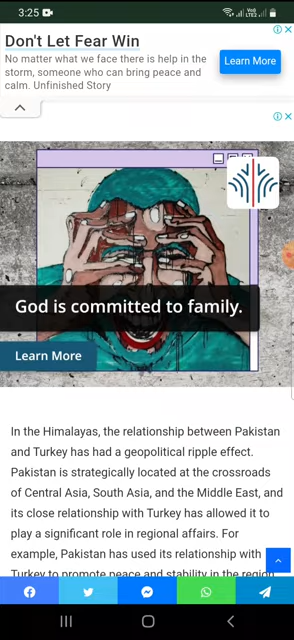 3:25
Vo)
LTE2
Don't Let Fear Win
No matter what we face there is help in the
storm, someone who can bring peace and
calm. Unfinished Story
Learn More
God is committed to family.
Learn More
In the Himalayas, the relationship between Pakistan
and Turkey has had a geopolitical ripple effect.
Pakistan is strategically located at the crossroads
of Central Asia, South Asia, and the Middle East, and
its close relationship with Turkey has allowed it to
play a significant role in regional affairs. For
example, Pakistan has used its relationship with
Turkey to promote peace and stability in the region